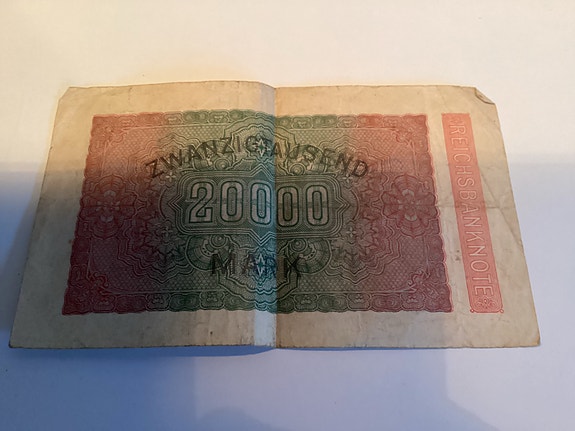 ZWANZIGTAUSEND
20000
MARK
REICHSBANKNOTE